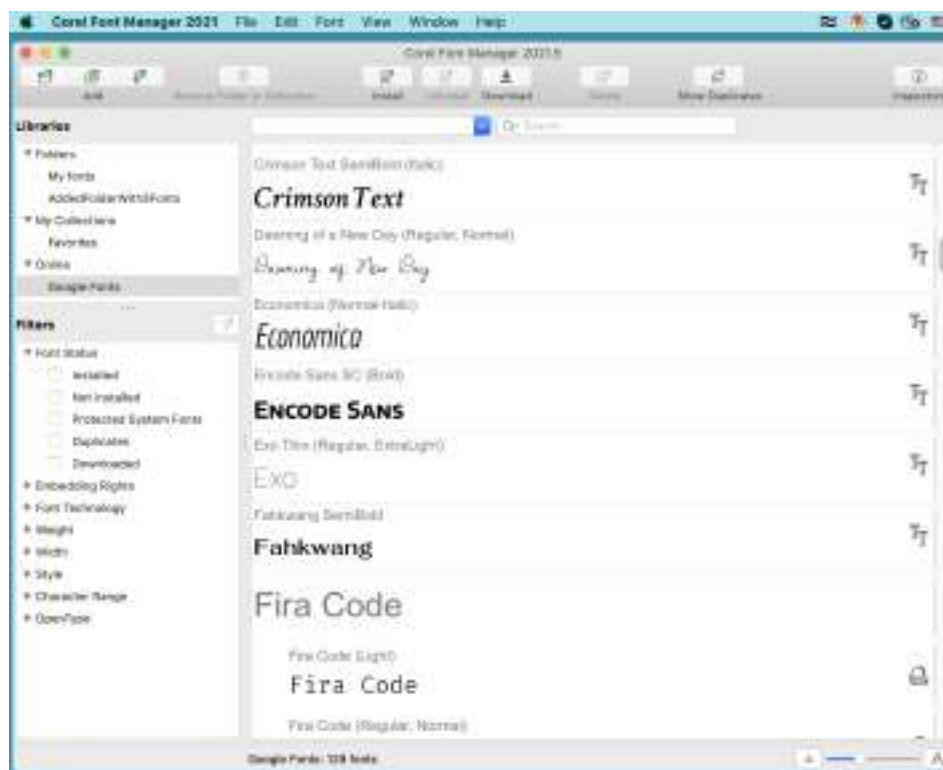 Corel Font Manager 2021 File Edit Font View Window Help
Corel Font Manager 2021.5
Add Install Download Show Duplicates
Libraries
Search
Folders
My fonts
AddedFolderWith3Fonts
My Collections
Favorites
Online
Google Fonts
Filters
Font Status
Installed
Not Installed
Protected System Fonts
Duplicates
Downloaded
Embedding Rights
Font Technology
Weight
Width
Style
Character Range
OpenType
Crimson Text SemiBold (Italic)
Crimson Text
Dawning of a New Day (Regular, Normal)
Dawning of New Day
Economica (Normal-Italic)
Economica
Encode Sans SC (Bold)
Encode Sans
Exo Thin (Regular, ExtraLight)
Exo
Fahkwang SemiBold
Fahkwang
Fira Code
Fira Code (Light)
Fira Code
Fira Code (Regular, Normal)
Google Fonts: 129 fonts